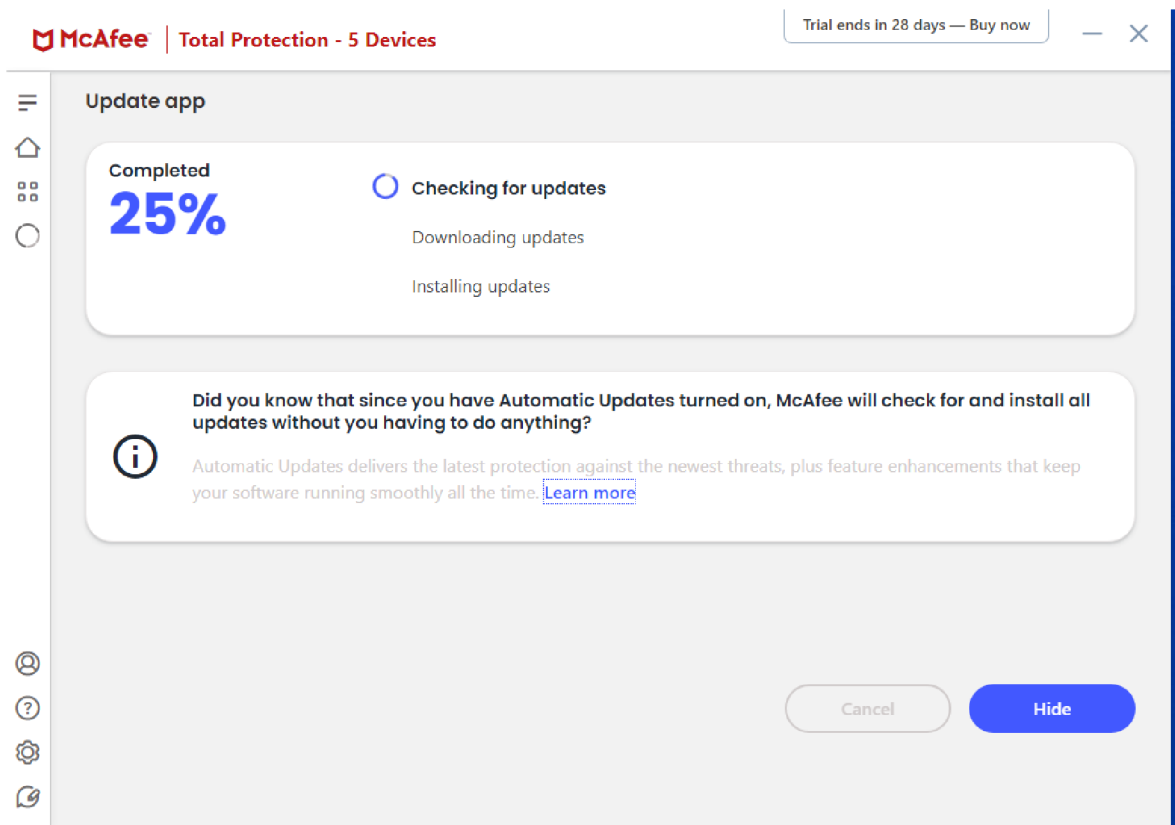 McAfee Total Protection - 5 Devices
Trial ends in 28 days — Buy now
Update app
Completed
25%
Checking for updates
Downloading updates
Installing updates
Did you know that since you have Automatic Updates turned on, McAfee will check for and install all
updates without you having to do anything?
Automatic Updates delivers the latest protection against the newest threats, plus feature enhancements that keep
your software running smoothly all the time. Learn more
Cancel
Hide